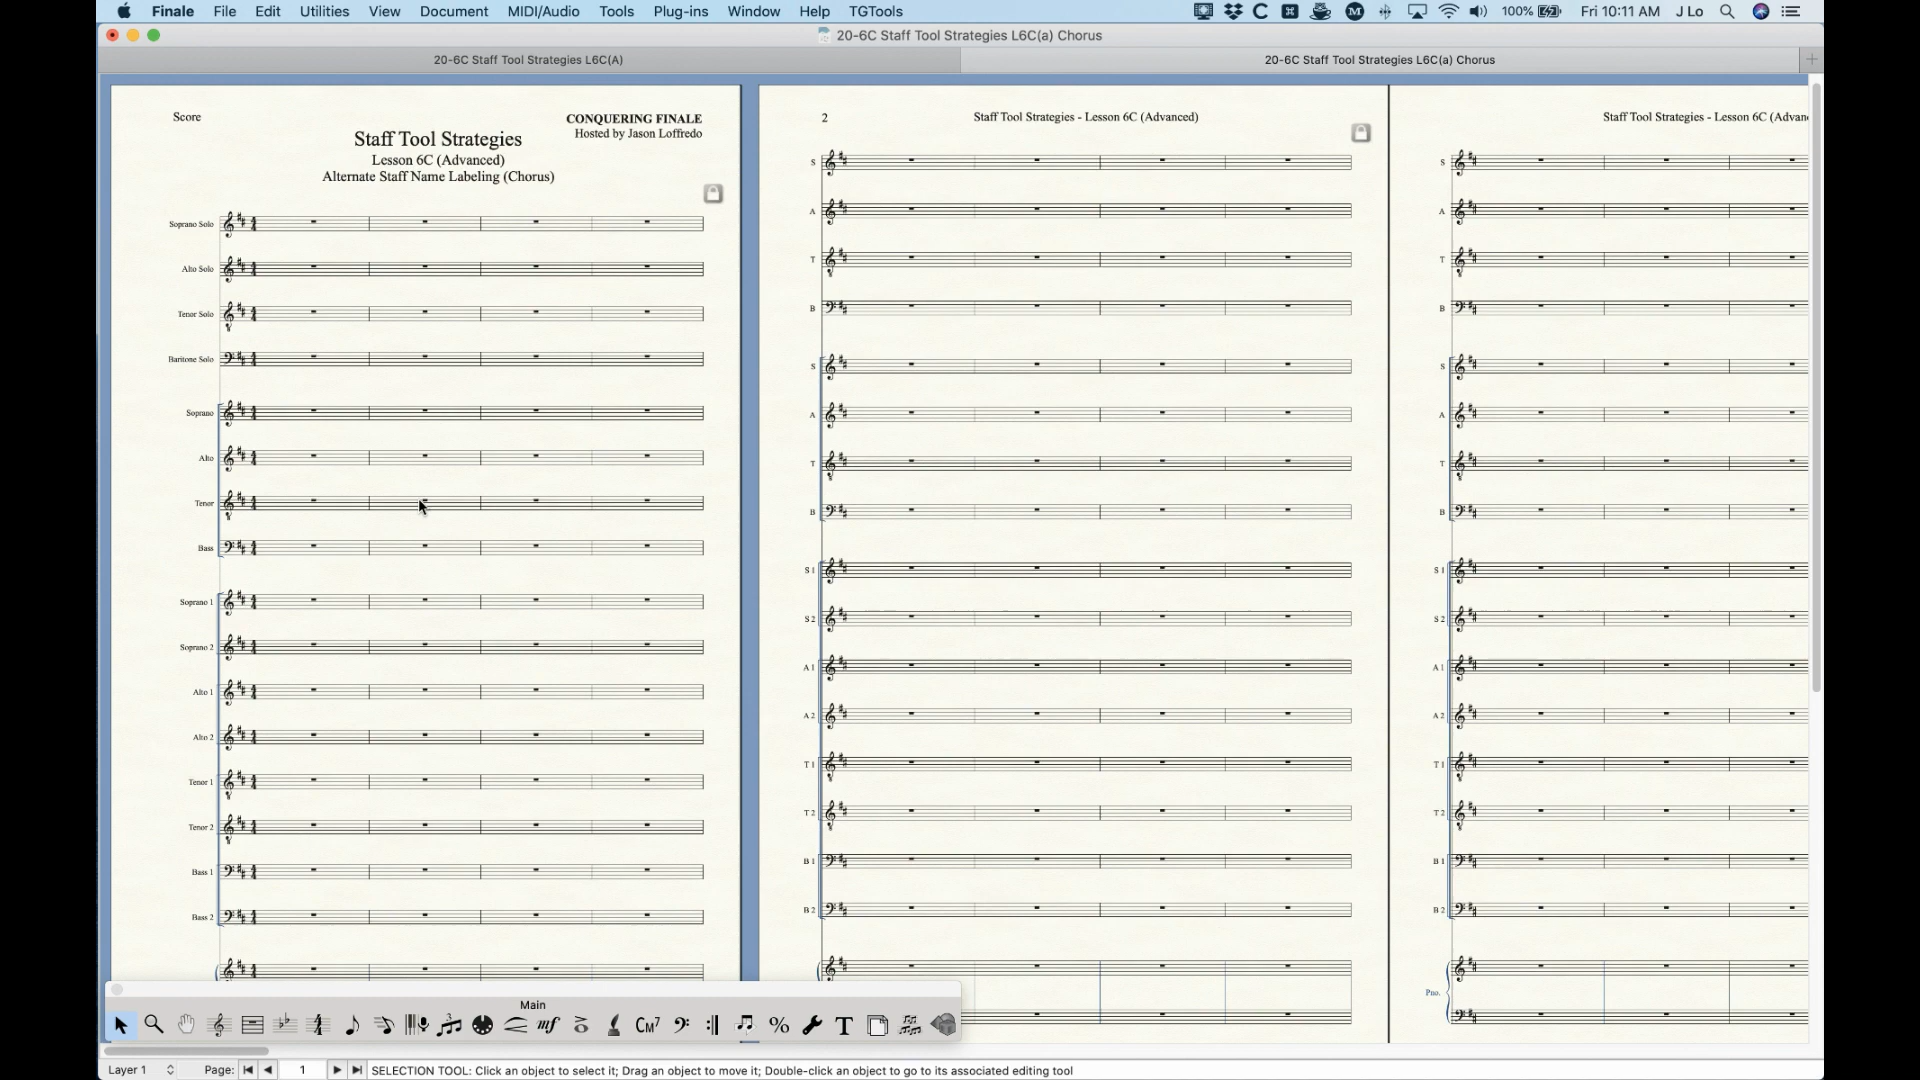 Finale File Edit Utilities View Document MIDI/Audio Tools Plug-ins Window Help TGTools 100% Fri 10:11 AM J Lo
20-6C Staff Tool Strategies L6C(a) Chorus
20-6C Staff Tool Strategies L6C(A) 20-6C Staff Tool Strategies L6C(a) Chorus
Score
CONQUERING FINALE
Hosted by Jason Loffredo
Staff Tool Strategies
Lesson 6C (Advanced)
Alternate Staff Name Labeling (Chorus)
Soprano Solo
Alto Solo
Tenor Solo
Baritone Solo
Soprano
Alto
Tenor
Bass
Soprano 1
Soprano 2
Alto 1
Alto 2
Tenor 1
Tenor 2
Bass 1
Bass 2
2 Staff Tool Strategies - Lesson 6C (Advanced)
S
A
T
B
S
A
T
B
S 1
S 2
A 1
A 2
T 1
T 2
B 1
B 2
Staff Tool Strategies - Lesson 6C (Advan
S
A
T
B
S
A
T
B
S 1
S 2
A 1
A 2
T 1
T 2
B 1
B 2
Pno.
Main
mf CM7 % T
Layer 1 Page: 1 SELECTION TOOL: Click an object to select it; Drag an object to move it; Double-click an object to go to its associated editing tool